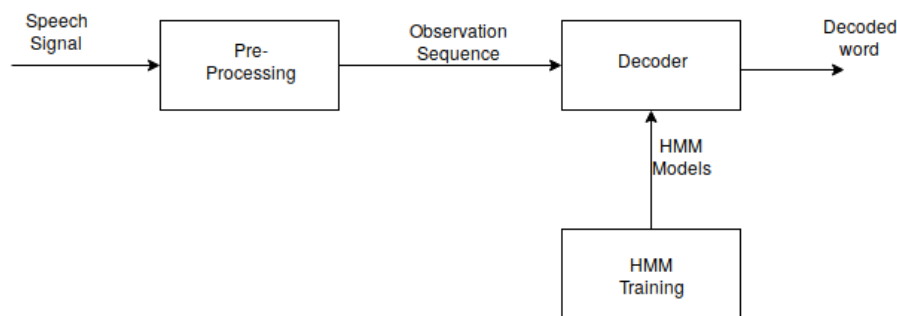 Speech
Signal
Pre-
Processing
Observation
Sequence
Decoder
Decoded
word
HMM
Models
HMM
Training